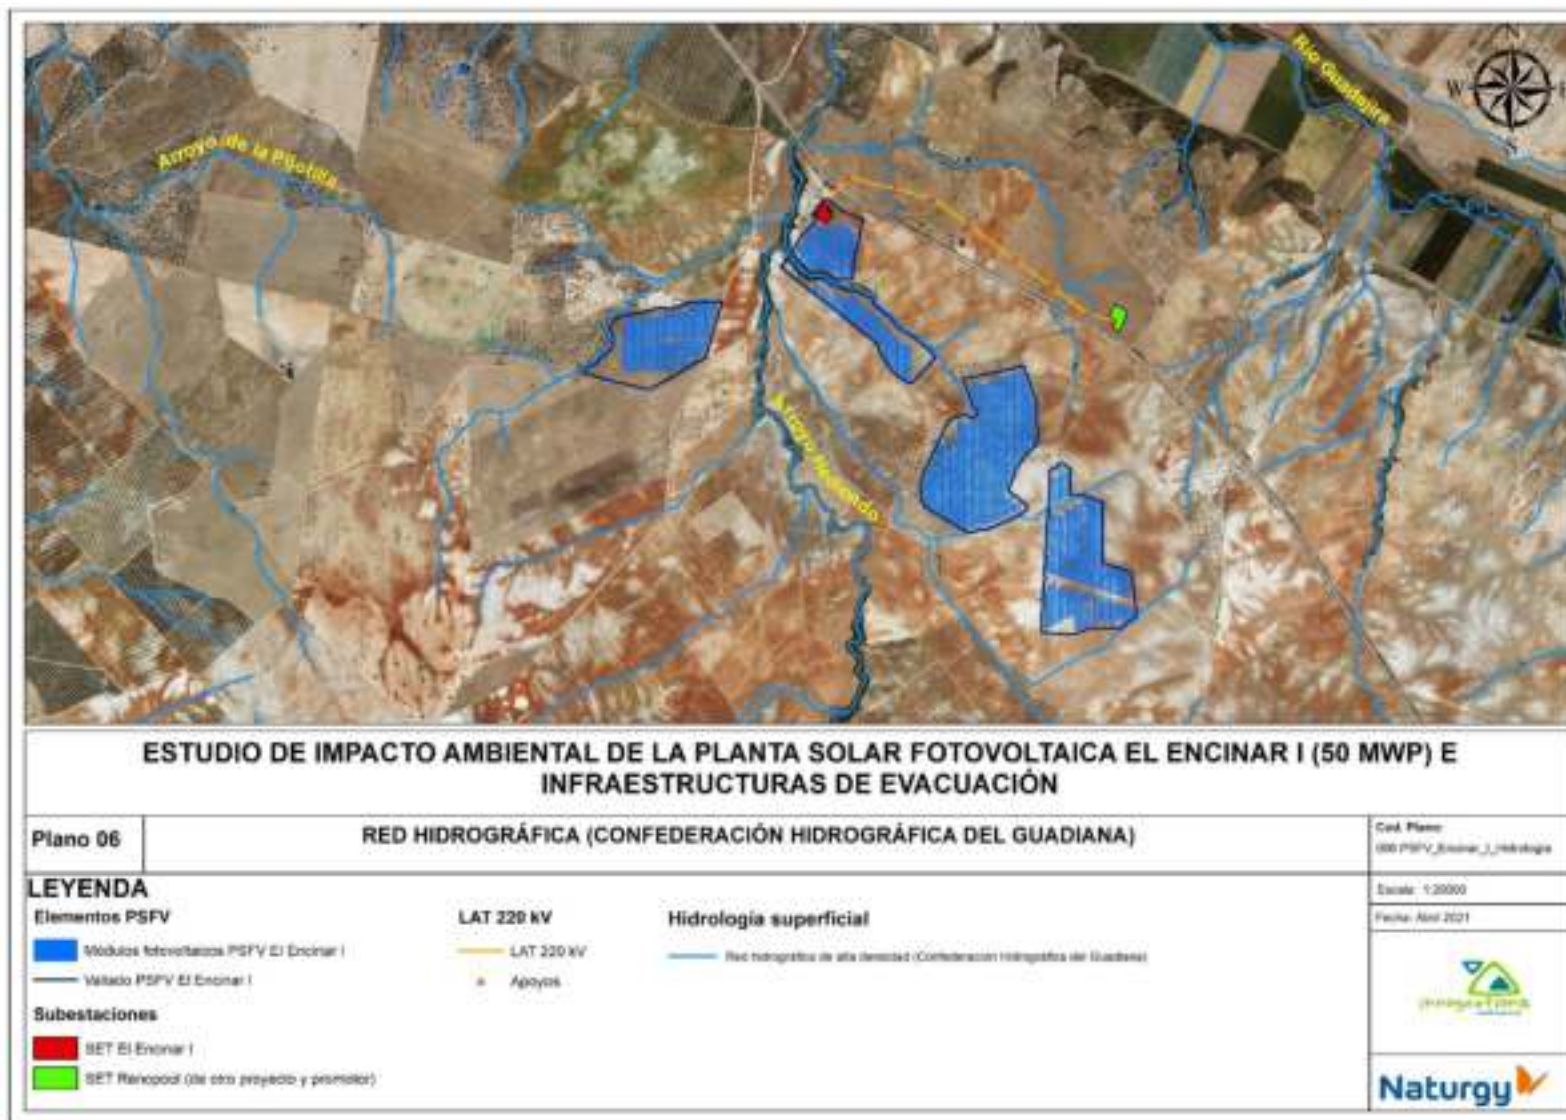 Río Guadajira
N
W
S
Arroyo de la Pilotilla
Arroyo
ESTUDIO DE IMPACTO AMBIENTAL DE LA PLANTA SOLAR FOTOVOLTAICA EL ENCINAR I (50 MWP) E
INFRAESTRUCTURAS DE EVACUACIÓN
Plano 06
RED HIDROGRÁFICA (CONFEDERACIÓN HIDROGRÁFICA DEL GUADIANA)
Cod. Plano:
006 PSFV_Encinar_I_Hidrologia
Escala: 1:20000
Fecha: Abril 2021
LEYENDA
Elementos PSFV
Módulos fotovoltaicos PSFV El Encinar I
Vallado PSFV El Encinar I
Subestaciones
SET El Encinar I
SET Renopool (de otro proyecto y promotor)
LAT 220 kV
LAT 220 kV
Apoyos
Hidrología superficial
Red hidrográfica de alta densidad (Confederación Hidrográfica del Guadiana)
Naturgy